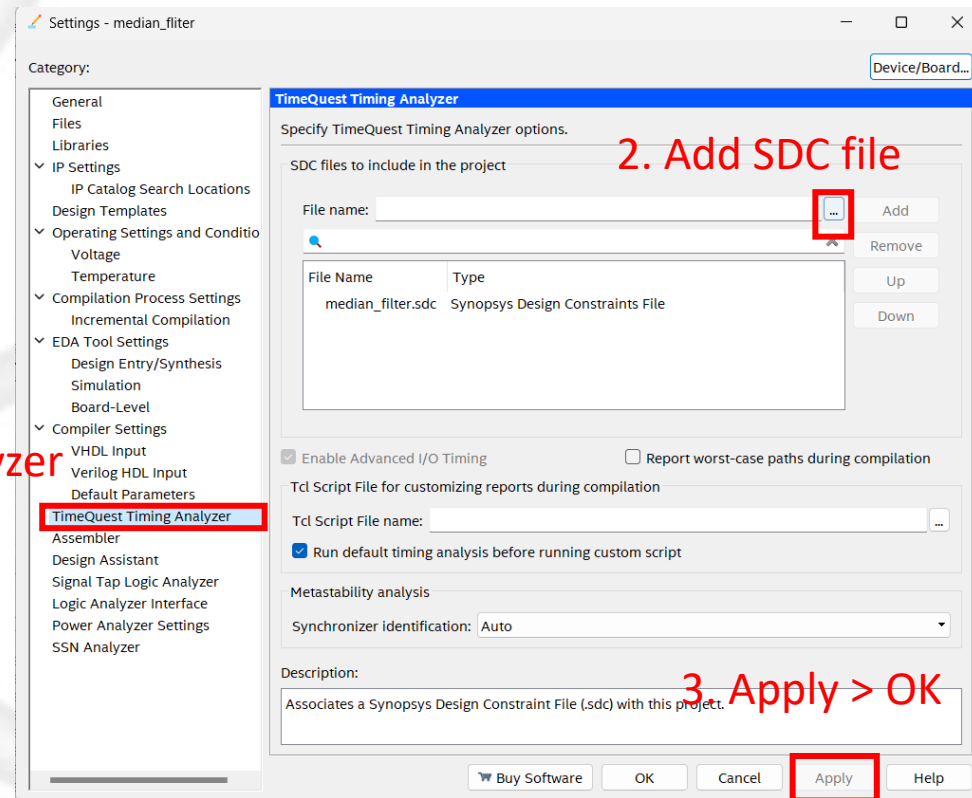 Settings - median_fliter
Category:
Device/Board...
General
Files
Libraries
IP Settings
IP Catalog Search Locations
Design Templates
Operating Settings and Conditio
Voltage
Temperature
Compilation Process Settings
Incremental Compilation
EDA Tool Settings
Design Entry/Synthesis
Simulation
Board-Level
Compiler Settings
VHDL Input
yzer
Verilog HDL Input
Default Parameters
TimeQuest Timing Analyzer
Assembler
Design Assistant
Signal Tap Logic Analyzer
Logic Analyzer Interface
Power Analyzer Settings
SSN Analyzer
TimeQuest Timing Analyzer
Specify TimeQuest Timing Analyzer options.
2. Add SDC file
SDC files to include in the project
File name:
...
Add
Remove
Up
Down
File Name Type
median_filter.sdc Synopsys Design Constraints File
Enable Advanced I/O Timing
Report worst-case paths during compilation
Tcl Script File for customizing reports during compilation
Tcl Script File name:
...
Run default timing analysis before running custom script
Metastability analysis
Synchronizer identification: Auto
Description:
3. Apply > OK
Associates a Synopsys Design Constraint File (.sdc) with this project.
Buy Software OK Cancel Apply Help